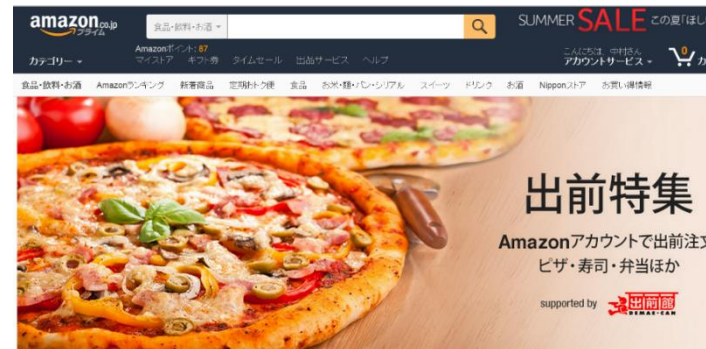 amazon.co.jp
プライム
食品・飲料・お酒
SUMMER SALE この夏「ほし
カテゴリー
Amazonポイント: 87
マイストア ギフト券 タイムセール 出品サービス ヘルプ
こんにちは, 中村さん
アカウントサービス
0
カ
食品・飲料・お酒 Amazonランキング 新着商品 定期おトク便 食品 お米・麺・パン・シリアル スイーツ ドリンク お酒 Nipponストア お買い得情報
出前特集
Amazonアカウントで出前注文
ピザ・寿司・弁当ほか
supported by 出前館
DEMAE-CAN